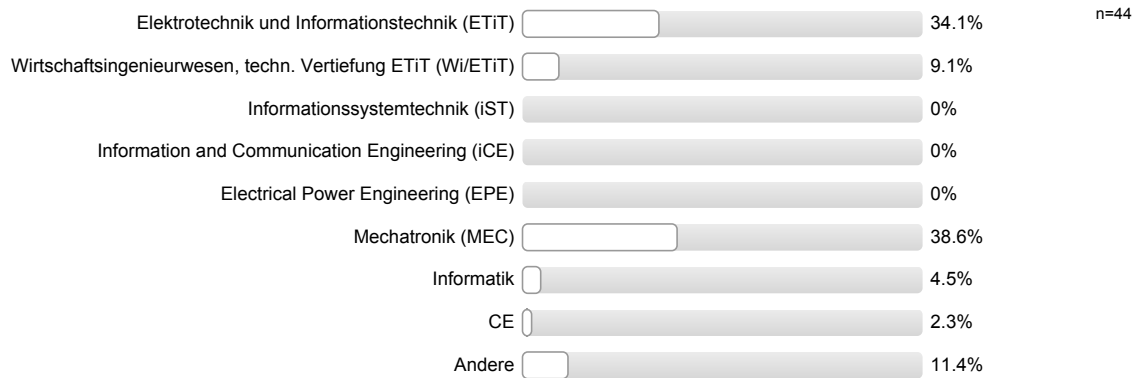 Elektrotechnik und Informationstechnik (ETiT) 34.1% n=44
Wirtschaftsingenieurwesen, techn. Vertiefung ETiT (Wi/ETiT) 9.1%
Informationssystemtechnik (iST) 0%
Information and Communication Engineering (iCE) 0%
Electrical Power Engineering (EPE) 0%
Mechatronik (MEC) 38.6%
Informatik 4.5%
CE 2.3%
Andere 11.4%